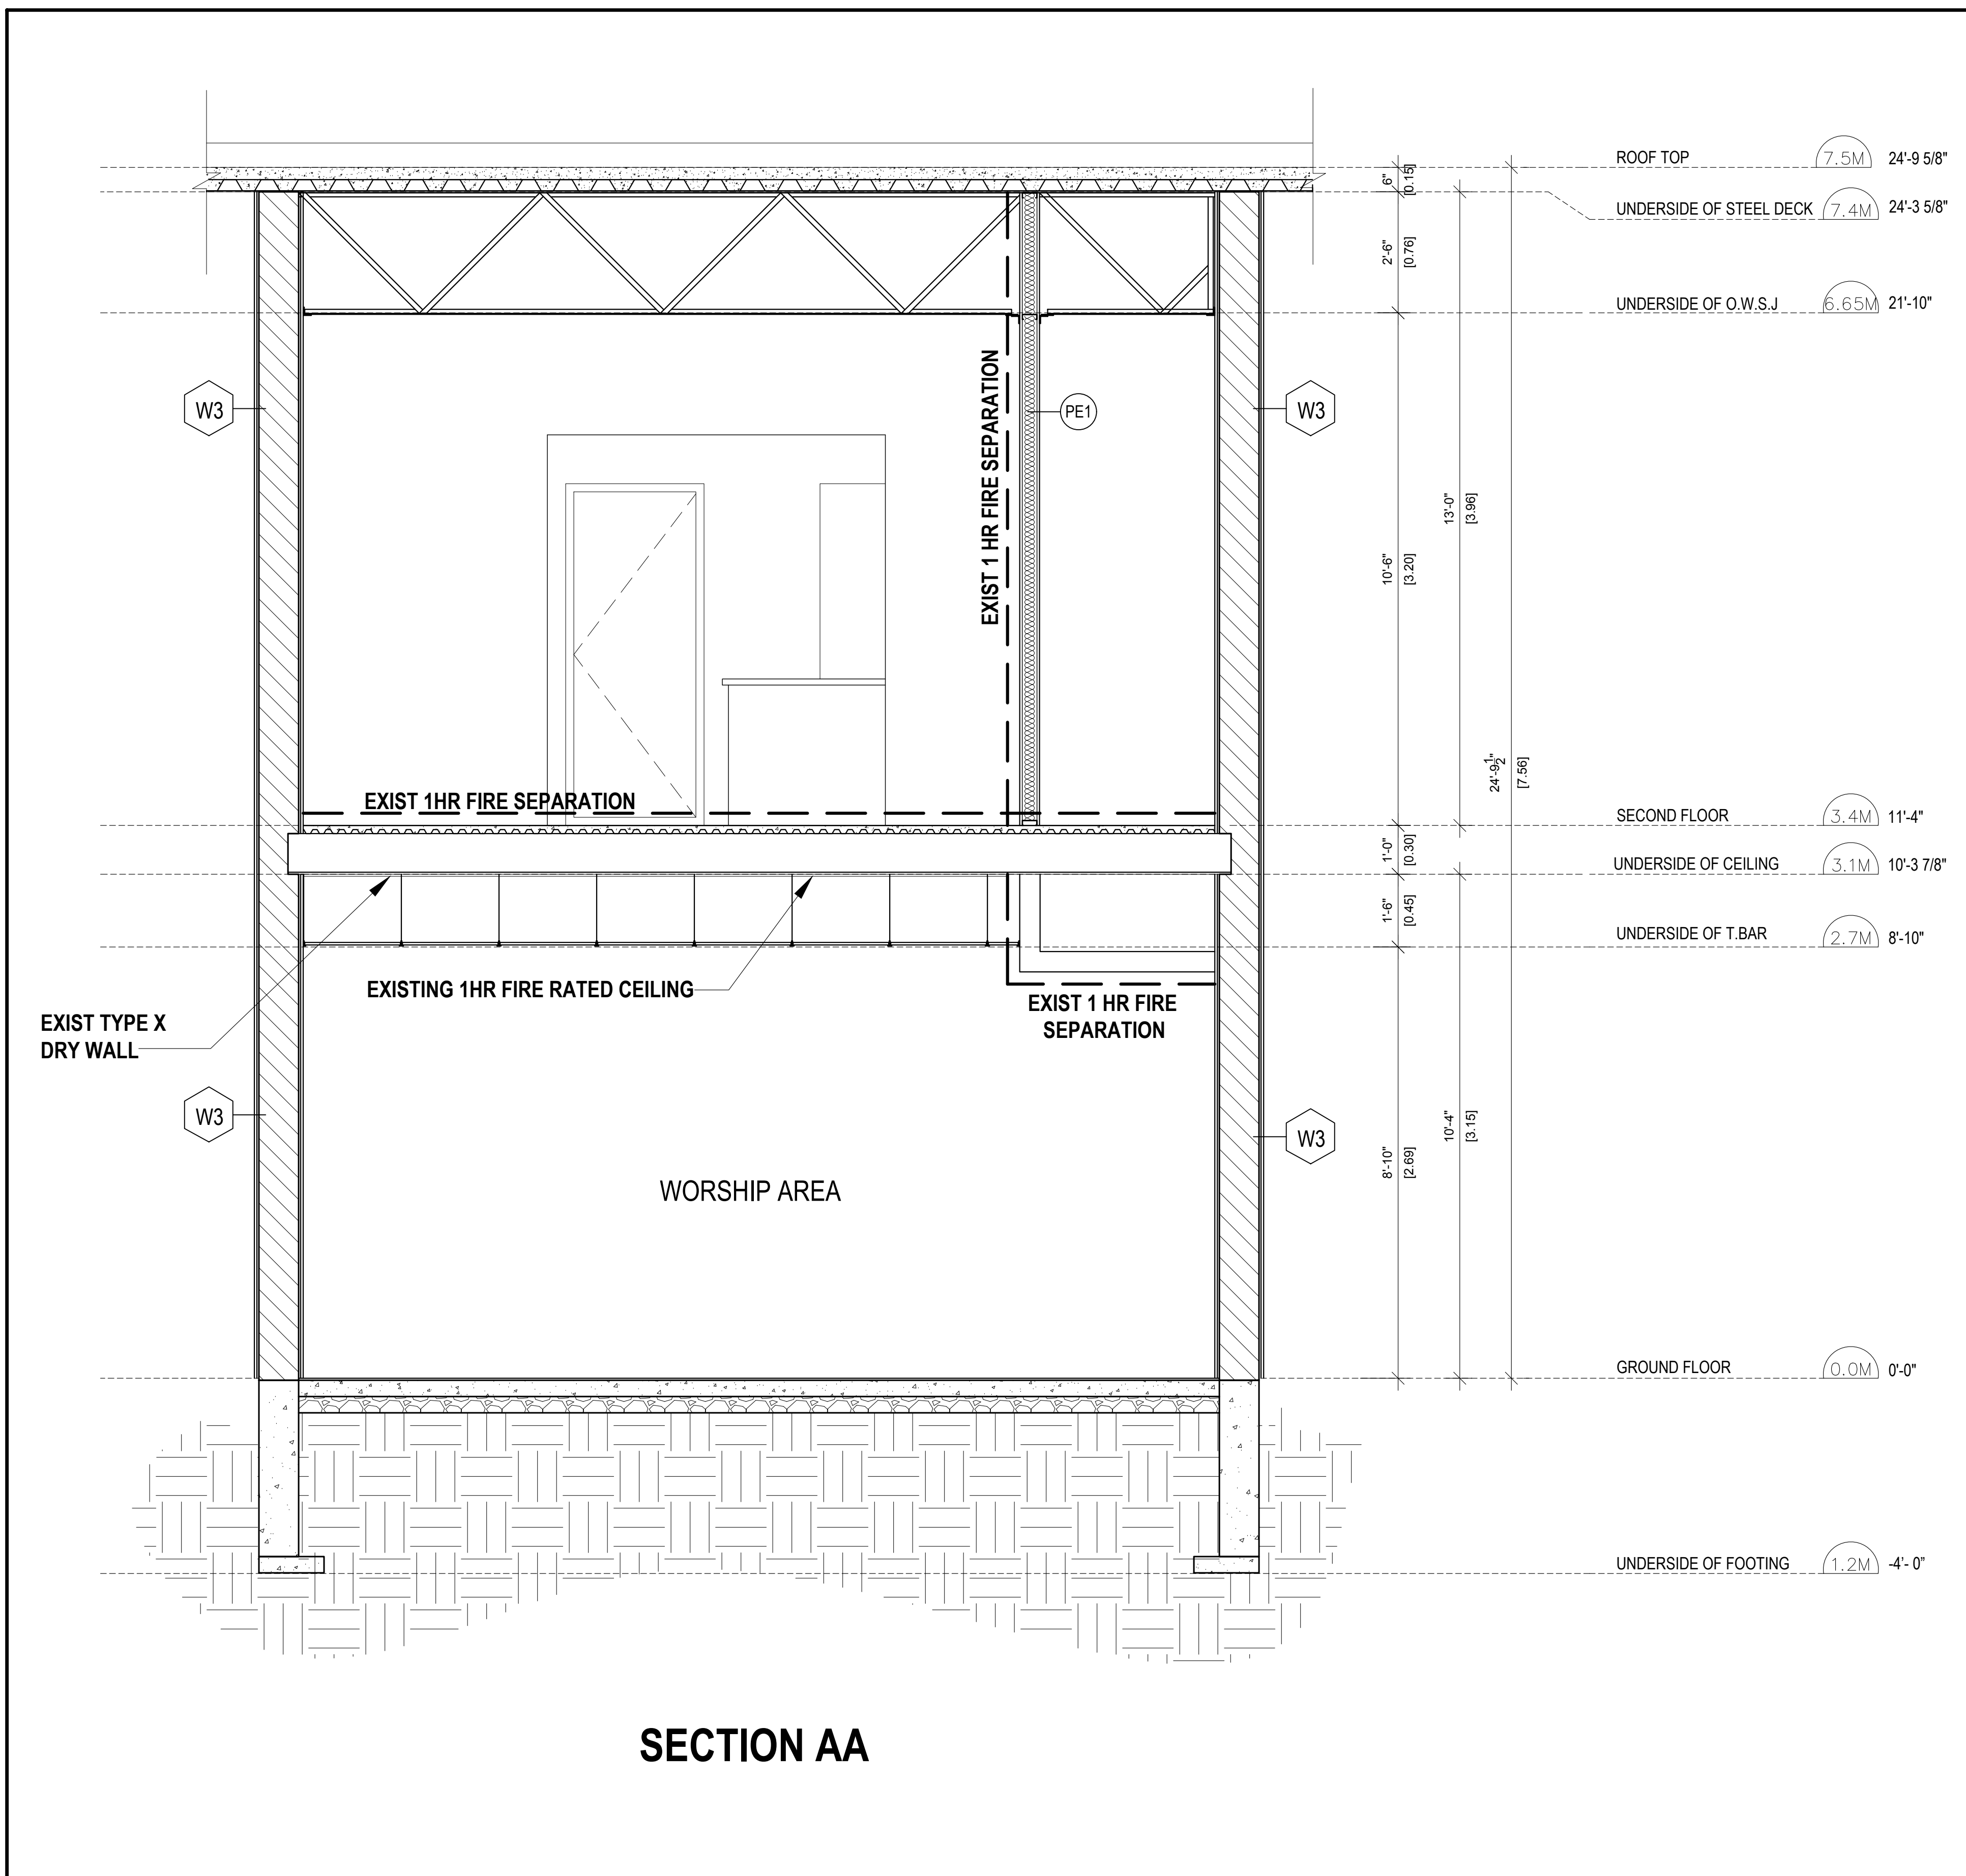 ROOF TOP 7.5M 24'-9 5/8"
UNDERSIDE OF STEEL DECK 7.4M 24'-3 5/8"
UNDERSIDE OF O.W.S.J 6.65M 21'-10"
6"
[0.15]
2'-6"
[0.76]
W3
EXIST 1 HR FIRE SEPARATION
PE1
W3
10'-6"
[3.20]
13'-0"
[3.96]
24'-9 1/2"
[7.56]
EXIST 1HR FIRE SEPARATION
SECOND FLOOR 3.4M 11'-4"
1'-0"
[0.30]
UNDERSIDE OF CEILING 3.1M 10'-3 7/8"
1'-6"
[0.45]
UNDERSIDE OF T.BAR 2.7M 8'-10"
EXISTING 1HR FIRE RATED CEILING
EXIST 1 HR FIRE
SEPARATION
EXIST TYPE X
DRY WALL
W3
W3
8'-10"
[2.69]
10'-4"
[3.15]
WORSHIP AREA
GROUND FLOOR 0.0M 0'-0"
UNDERSIDE OF FOOTING 1.2M -4'- 0"
SECTION AA